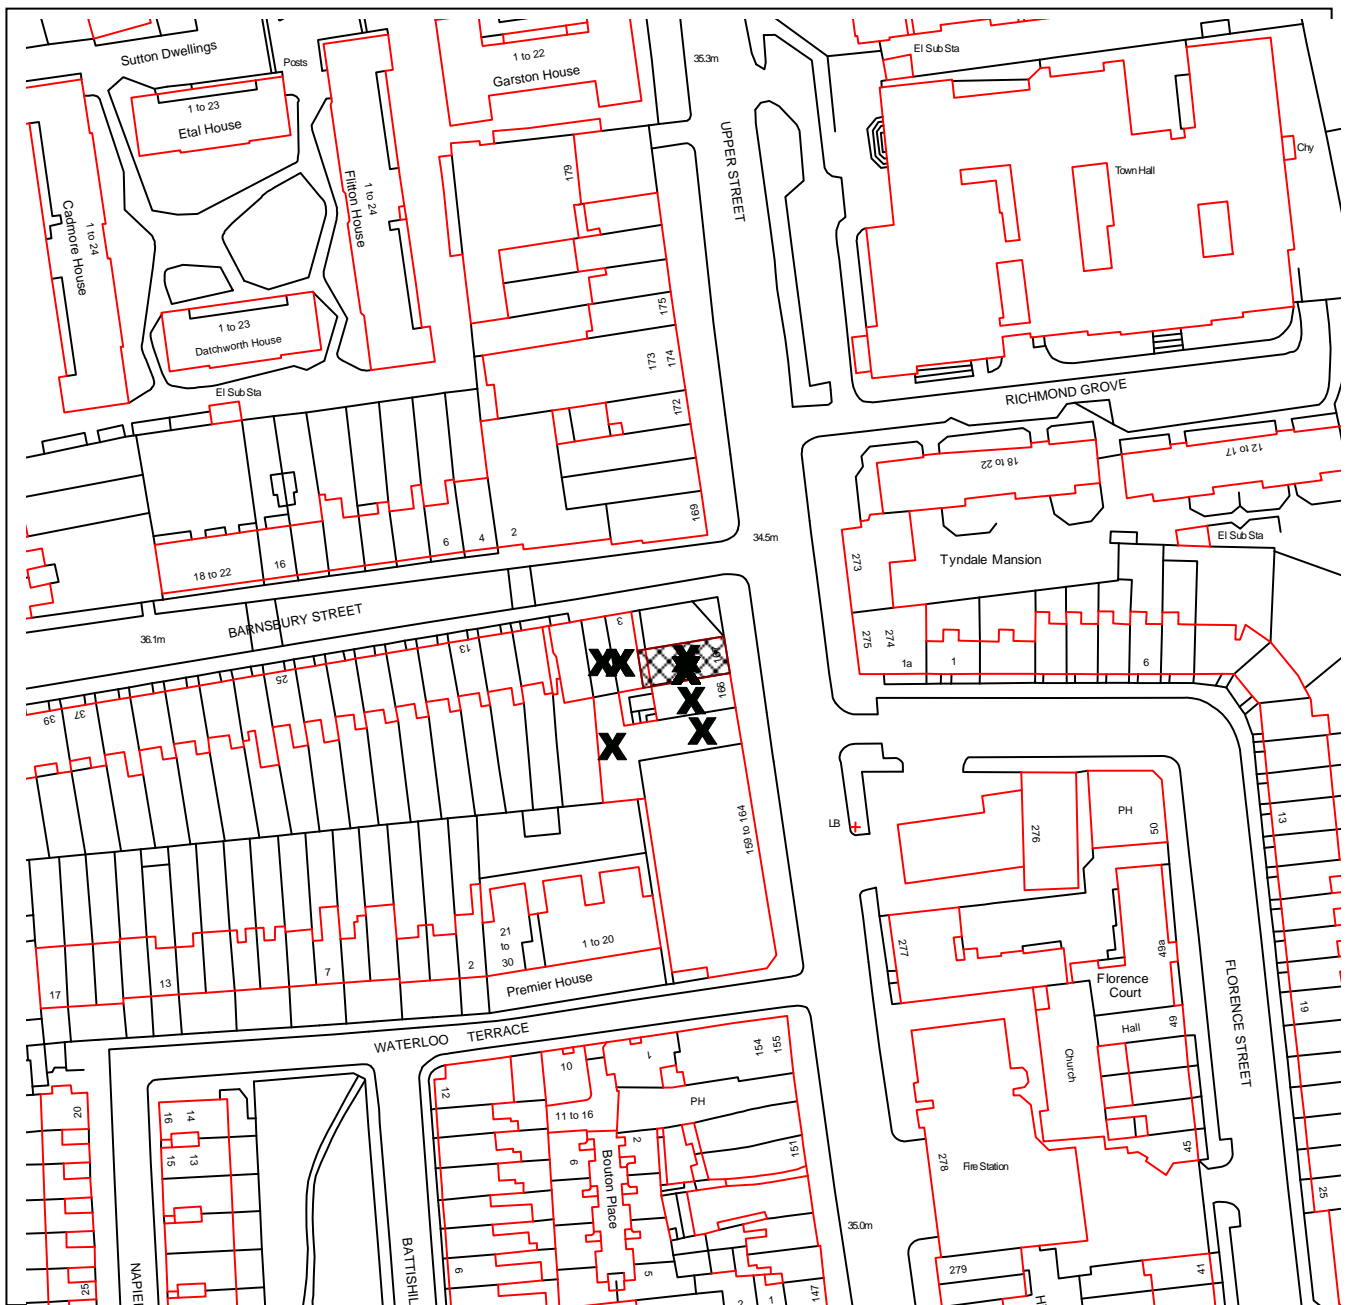 Sutton Dwellings
Posts
1 to 22
Garston House
35.3m
El Sub Sta
1 to 23
Etal House
UPPER STREET
179
Chy
Town Hall
1 to 24
Flitton House
1 to 24
Cadmore House
175
1 to 23
Datchworth House
174
173
El Sub Sta
172
RICHMOND GROVE
18 to 22
12 to 17
169
34.5m
El Sub Sta
6
4
2
273
Tyndale Mansion
18 to 22
16
BARNSBURY STREET
36.1m
3
13
275
274
1a
1
6
25
166
39
37
X
X
X
X
X
X
159 to 164
LB
276
PH
50
13
21
to
30
1 to 20
2
7
13
17
Premier House
277
49a
Florence
Court
FLORENCE STREET
19
WATERLOO TERRACE
49
Hall
Church
154
155
1
10
12
PH
11 to 16
20
16
14
15
13
2
9
Bouton Place
151
278
Fire Station
45
25
35.0m
NAPIER
BATTISHIL
25
6
5
2
1
147
279
41